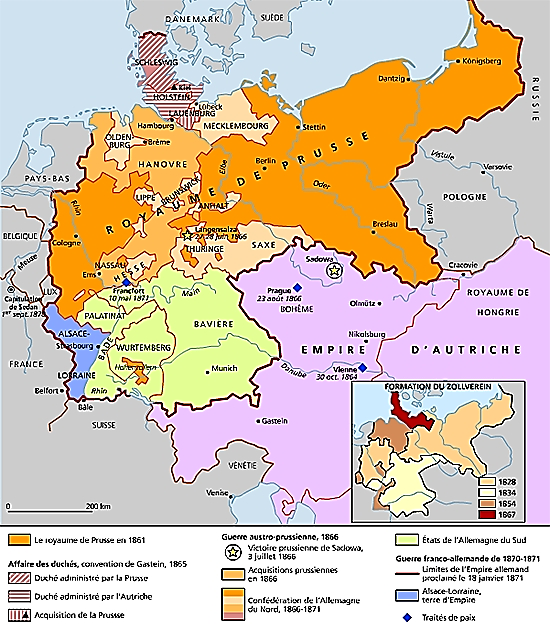 DANEMARK
SUÈDE
SCHLESWIG
Kiel
HOLSTEIN
LAUENBURG
Lübeck
Hambourg
MECKLEMBOURG
Dantzig
Königsberg
RUSSIE
Stettin
OLDEN-
BURG
Brême
HANOVRE
Elbe
Berlin
Oder
Vistule
Varsovie
PAYS-BAS
POLOGNE
Warta
LIPPE
BRUNSWICK
ANHALT
ROYAUME DE PRUSSE
Rhin
Cologne
Langensalza
27-28 juin 1866
THURINGE
SAXE
Breslau
BELGIQUE
Meuse
NASSAU
Ems
HESSE
Sadowa
Cracovie
Capitulation
de Sedan
1er sept. 1870
LUX.
Francfort
10 mai 1871
Main
Prague
23 août 1866
BOHÊME
Olmütz
ROYAUME DE
HONGRIE
PALATINAT
ALSACE-
Strasbourg
BADE
WURTEMBERG
BAVIÈRE
Nikolsburg
EMPIRE D'AUTRICHE
FRANCE
LORRAINE
Hohenzollern
Munich
Danube
Vienne
30 oct. 1864
Belfort
Rhin
Bâle
SUISSE
Gastein
VÉNÉTIE
Venise
0 200 km
FORMATION DU ZOLLVEREIN
1828
1834
1854
1867
Le royaume de Prusse en 1861
Affaire des duchés, convention de Gastein, 1865
Duché administré par la Prusse
Duché administré par l'Autriche
Acquisition de la Prussse
Guerre austro-prussienne, 1866
Victoire prussienne de Sadowa,
3 juillet 1866
Acquisitions prussiennes
en 1866
Confédération de l'Allemagne
du Nord, 1866-1871
États de l'Allemagne du Sud
Guerre franco-allemande de 1870-1871
Limites de l'Empire allemand
proclamé le 18 janvier 1871
Alsace-Lorraine,
terre d'Empire
Traités de paix